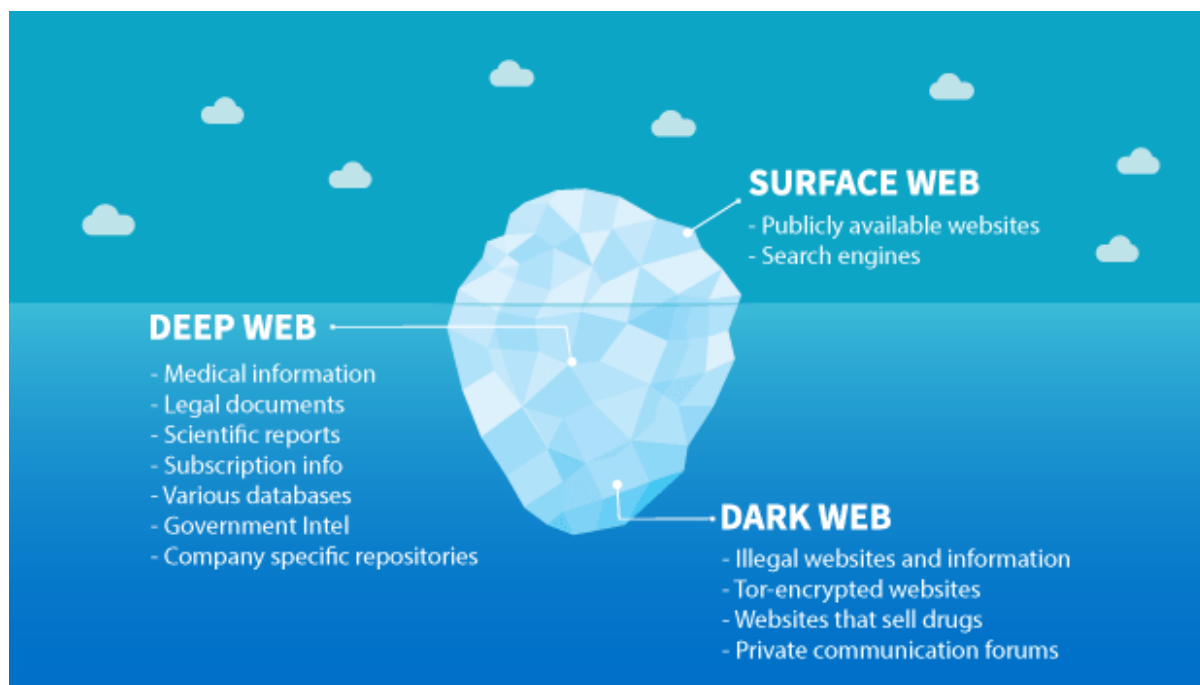 SURFACE WEB
- Publicly available websites
- Search engines
DEEP WEB
- Medical information
- Legal documents
- Scientific reports
- Subscription info
- Various databases
- Government Intel
- Company specific repositories
DARK WEB
- Illegal websites and information
- Tor-encrypted websites
- Websites that sell drugs
- Private communication forums